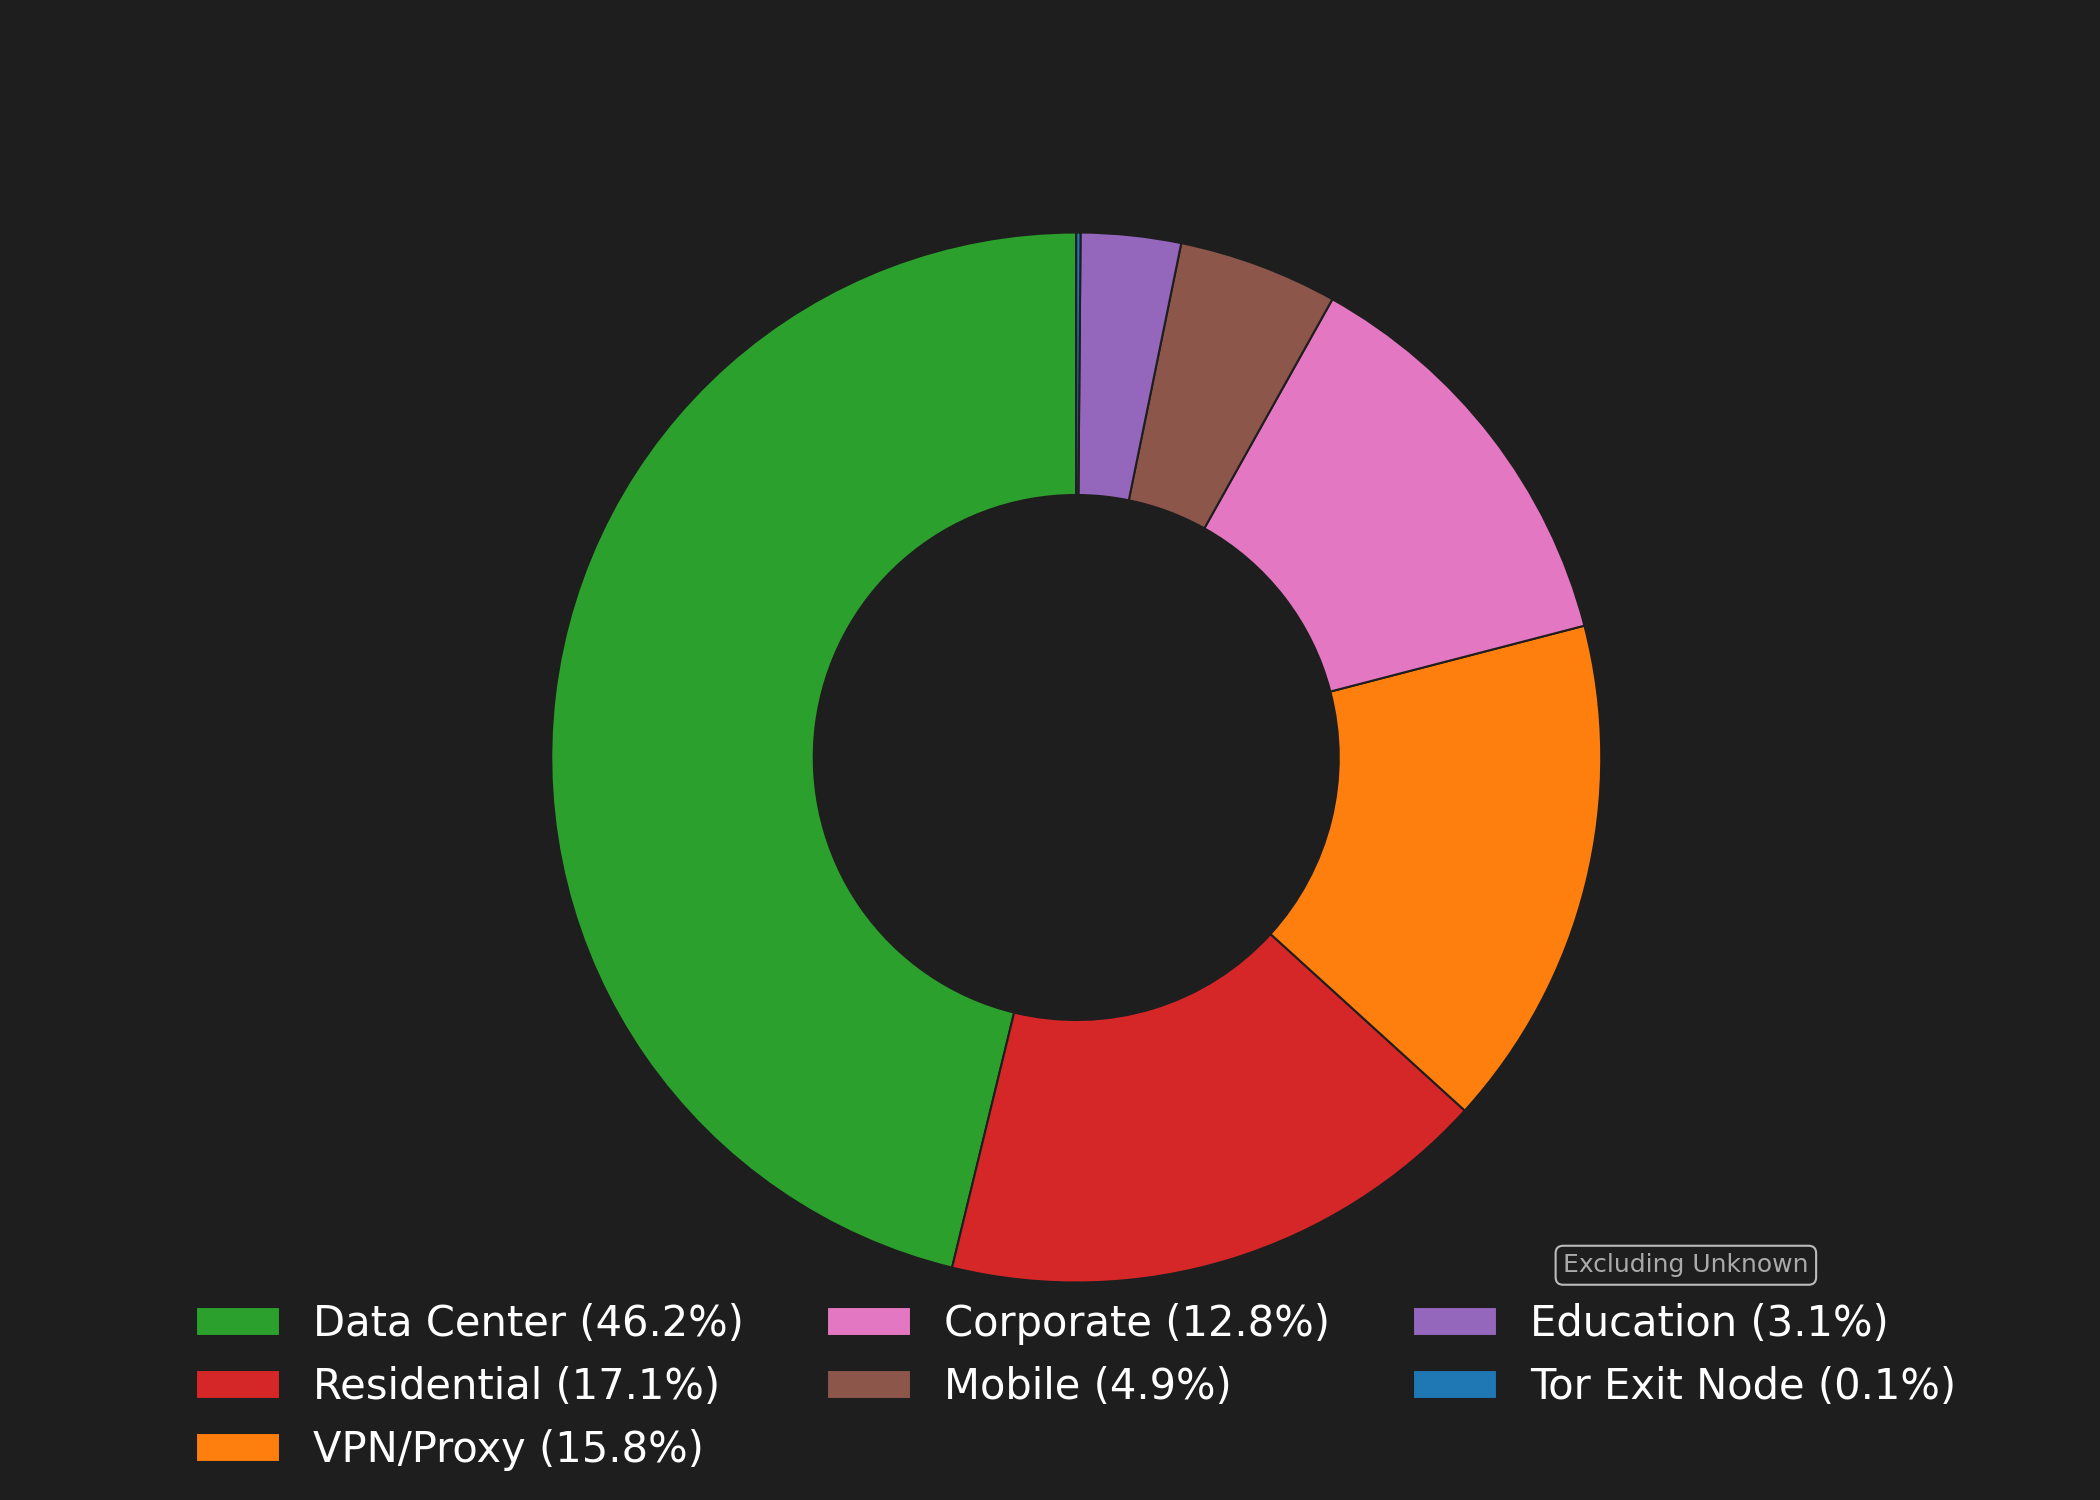 Excluding Unknown
Data Center (46.2%)
Residential (17.1%)
VPN/Proxy (15.8%)
Corporate (12.8%)
Mobile (4.9%)
Education (3.1%)
Tor Exit Node (0.1%)